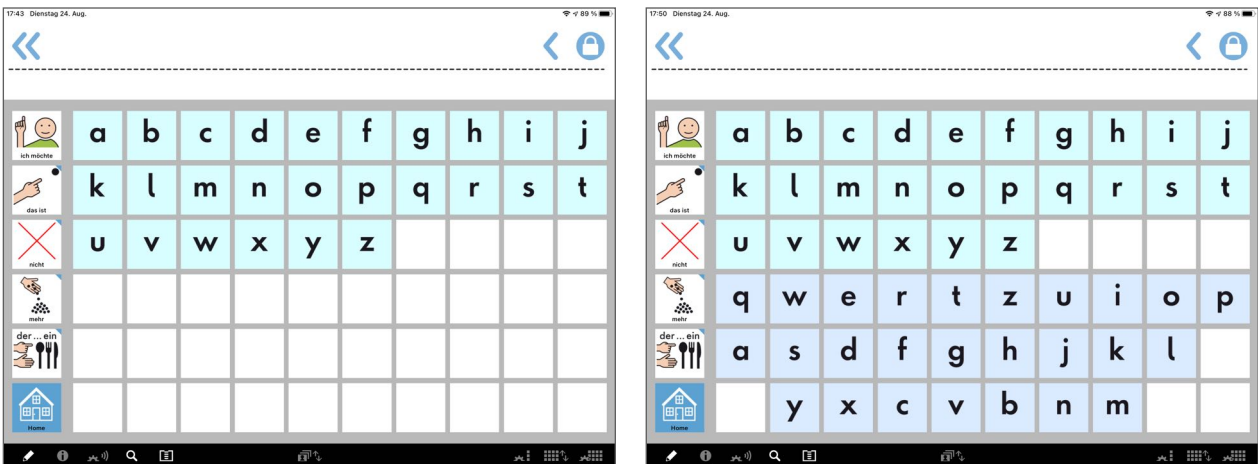 17:43 Dienstag 24. Aug.
89 %
ich möchte
a b c d e f g h i j
das ist
k l m n o p q r s t
nicht
u v w x y z
mehr
der ... ein
Home
17:50 Dienstag 24. Aug.
88 %
ich möchte
a b c d e f g h i j
das ist
k l m n o p q r s t
nicht
u v w x y z
mehr
q w e r t z u i o p
der ... ein
a s d f g h j k l
Home
y x c v b n m